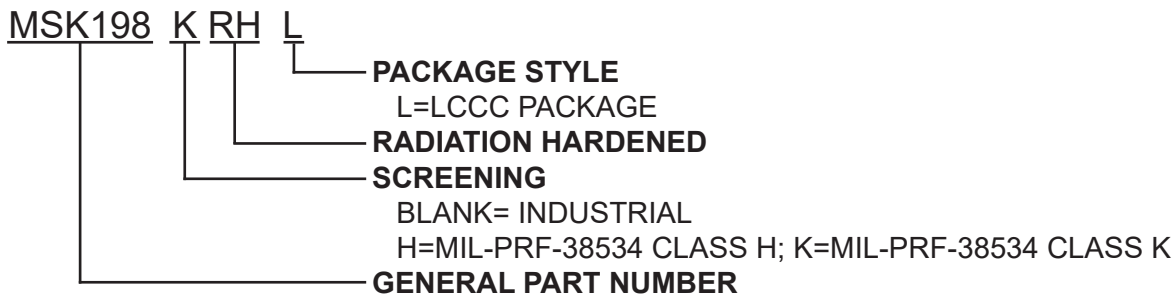 MSK198 K RH L
PACKAGE STYLE
L=LCCC PACKAGE
RADIATION HARDENED
SCREENING
BLANK= INDUSTRIAL
H=MIL-PRF-38534 CLASS H; K=MIL-PRF-38534 CLASS K
GENERAL PART NUMBER